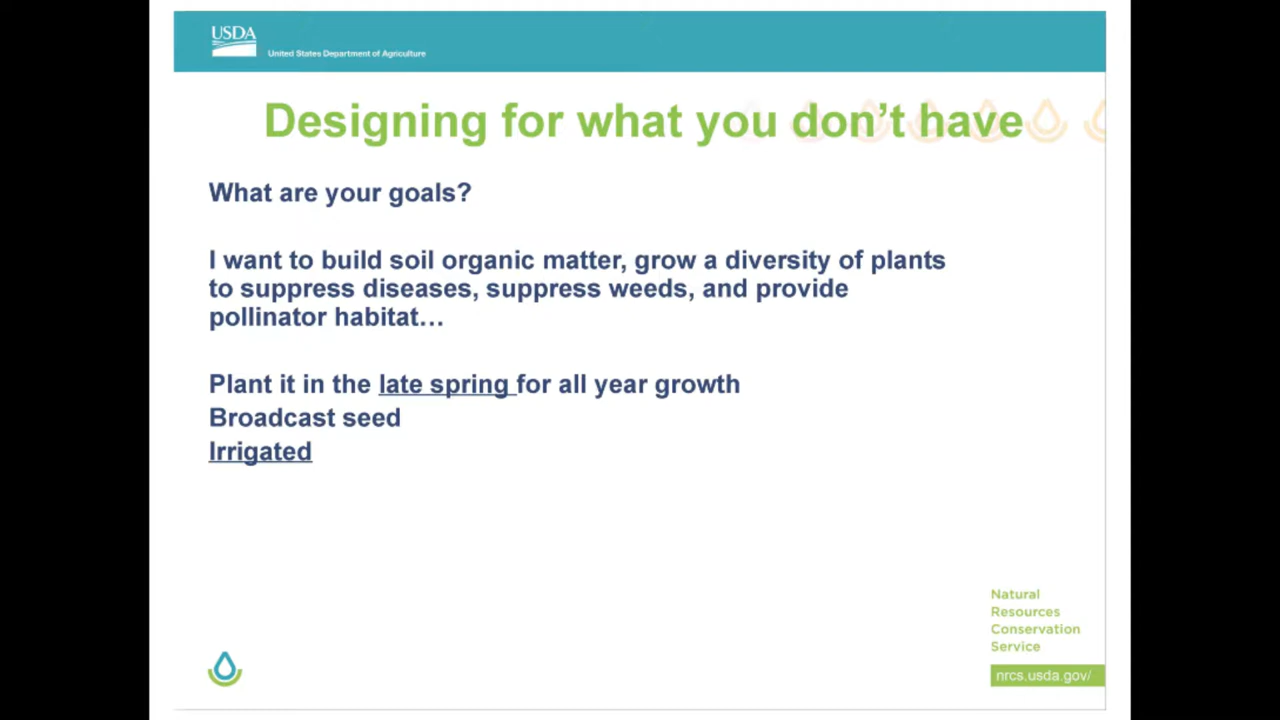 USDA
United States Department of Agriculture
Designing for what you don't have
What are your goals?
I want to build soil organic matter, grow a diversity of plants
to suppress diseases, suppress weeds, and provide
pollinator habitat…
Plant it in the late spring for all year growth
Broadcast seed
Irrigated
Natural
Resources
Conservation
Service
nrcs.usda.gov/